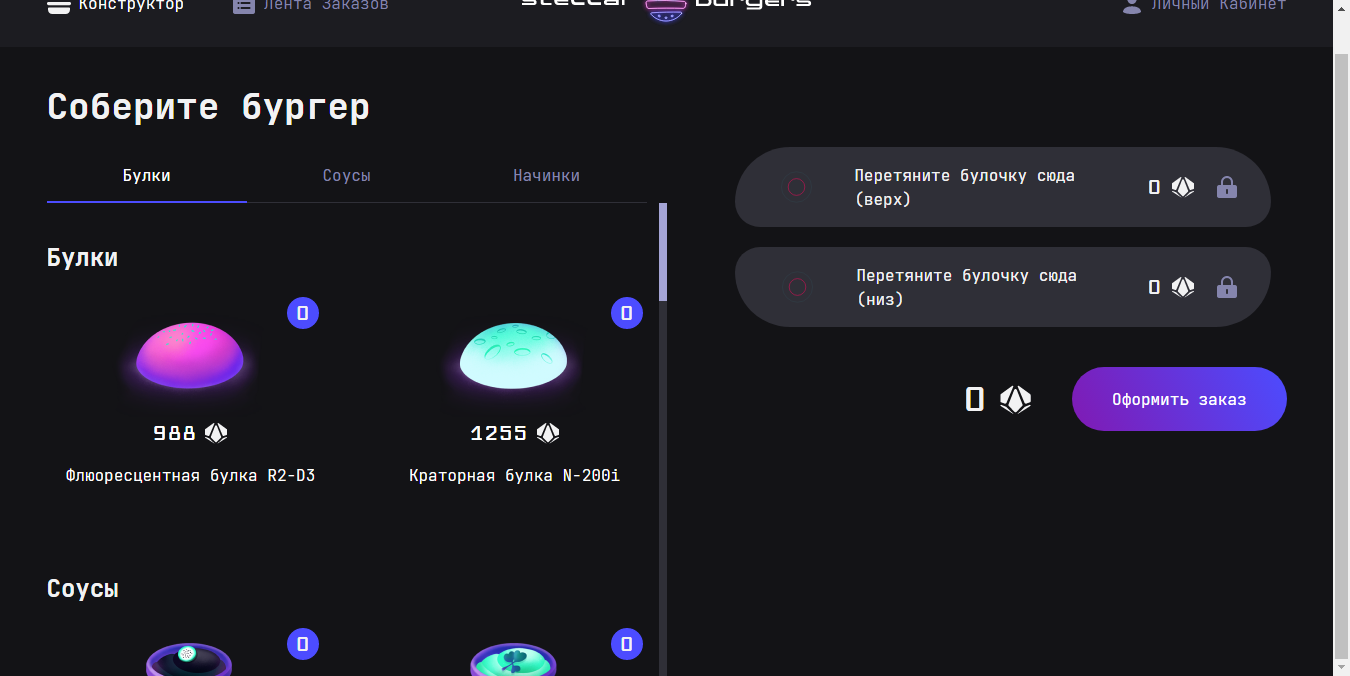 Конструктор
Лента Заказов
stellar burgers
Личный Кабинет
Соберите бургер
Булки
Соусы
Начинки
Булки
0
0
988
1255
Флюоресцентная булка R2-D3
Краторная булка N-200i
Соусы
0
0
Перетяните булочку сюда
(верх)
0
Перетяните булочку сюда
(низ)
0
0
Оформить заказ